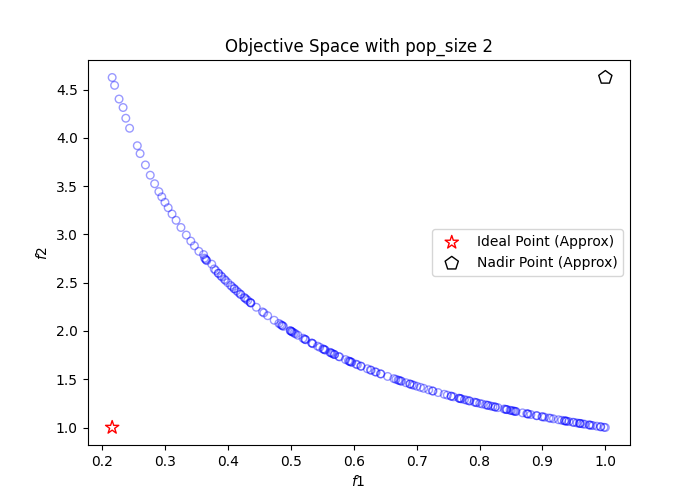 Objective Space with pop_size 2
4.5
4.0
3.5
3.0
2.5
2.0
1.5
1.0
f2
Ideal Point (Approx)
Nadir Point (Approx)
0.2 0.3 0.4 0.5 0.6 0.7 0.8 0.9 1.0
f1